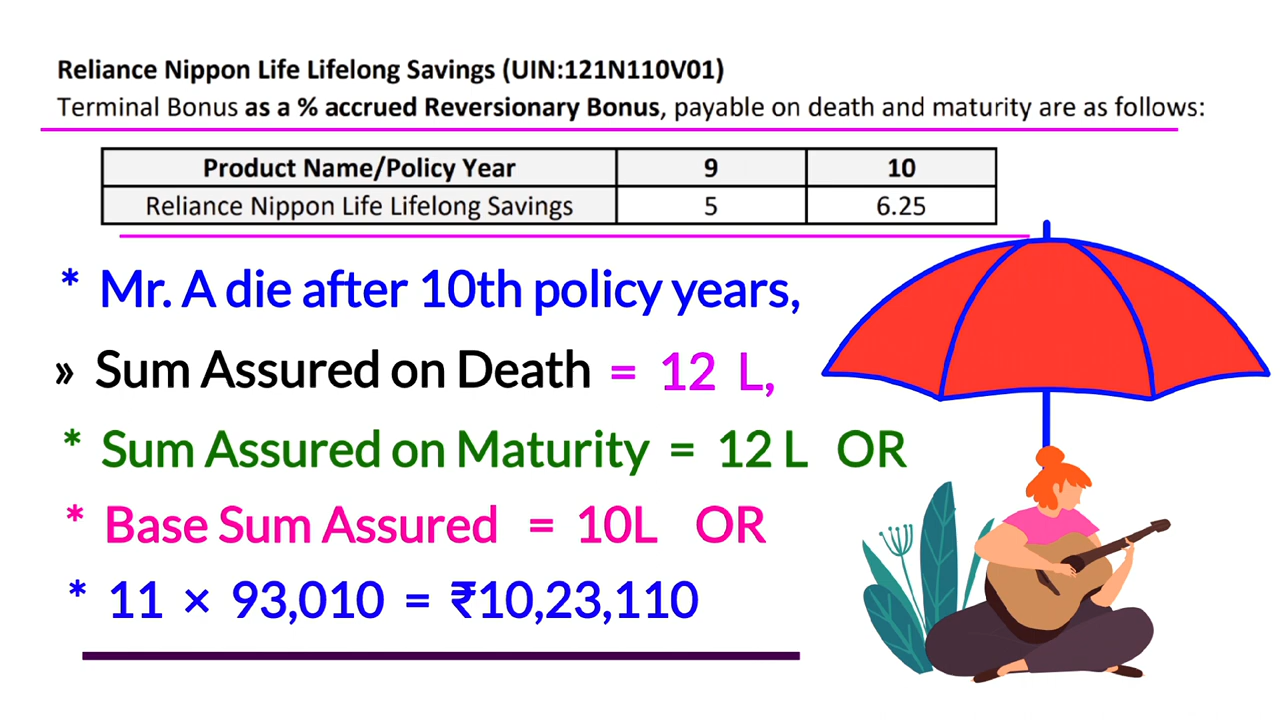 Reliance Nippon Life Lifelong Savings (UIN:121N110V01)
Terminal Bonus as a % accrued Reversionary Bonus, payable on death and maturity are as follows:
Product Name/Policy Year 9 10
Reliance Nippon Life Lifelong Savings 5 6.25
* Mr. A die after 10th policy years,
» Sum Assured on Death = 12 L,
* Sum Assured on Maturity = 12 L OR
* Base Sum Assured = 10L OR
* 11 × 93,010 = ₹10,23,110